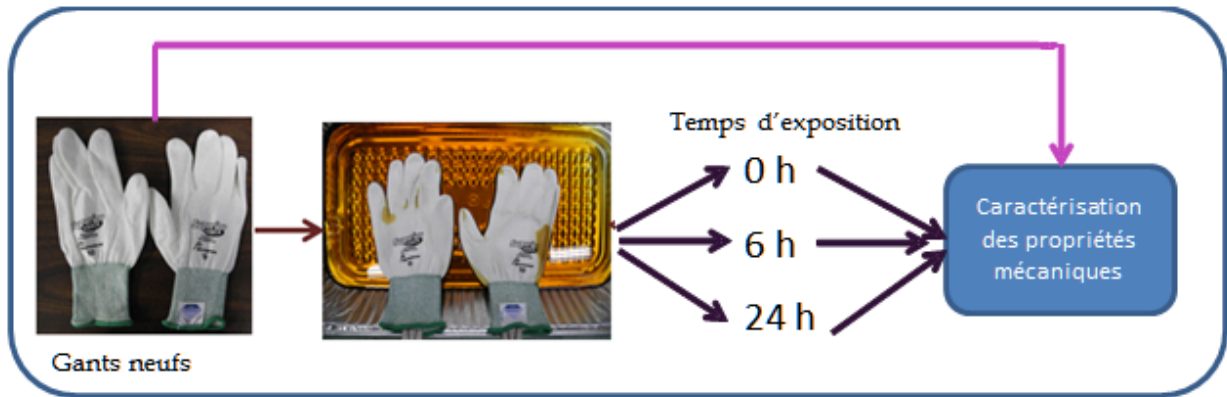 Temps d'exposition
0 h
6 h
24 h
Caractérisation
des propriétés
mécaniques
Gants neufs